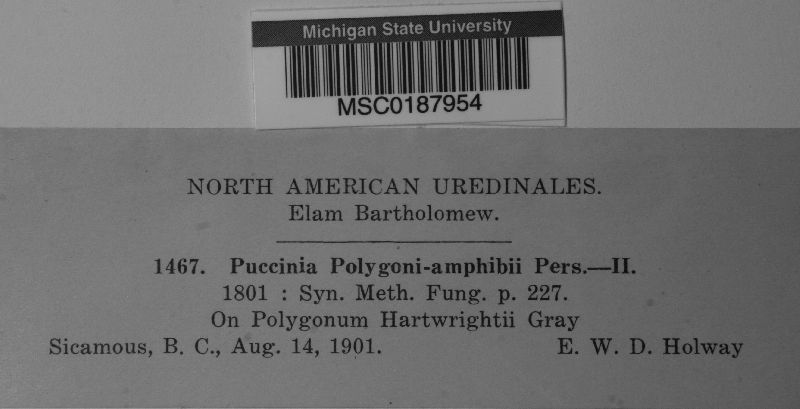 Michigan State University
MSC0187954
NORTH AMERICAN UREDINALES.
Elam Bartholomew.
1467. Puccinia Polygoni-amphibii Pers.—II.
1801 : Syn. Meth. Fung. p. 227.
On Polygonum Hartwrightii Gray
Sicamous, B. C., Aug. 14, 1901. E. W. D. Holway